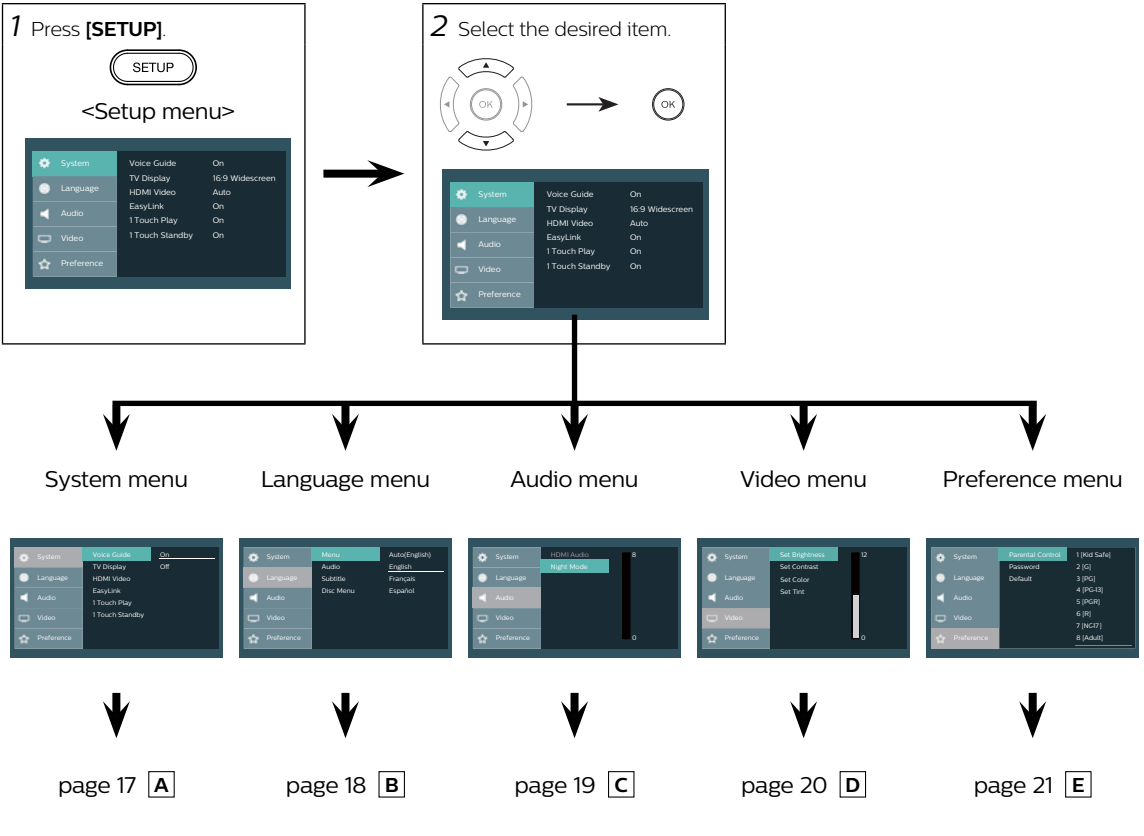 1 Press [SETUP].
SETUP
<Setup menu>
System Voice Guide On
TV Display 16:9 Widescreen
Language HDMI Video Auto
EasyLink On
Audio 1 Touch Play On
Video 1 Touch Standby On
Preference
2 Select the desired item.
OK OK
System Voice Guide On
TV Display 16:9 Widescreen
Language HDMI Video Auto
EasyLink On
Audio 1 Touch Play On
Video 1 Touch Standby On
Preference
System menu
System Voice Guide On
TV Display Off
Language HDMI Video
EasyLink
Audio 1 Touch Play
Video 1 Touch Standby
Preference
page 17 A
Language menu
System Menu Auto(English)
Audio English
Language Subtitle Français
Disc Menu Español
Audio
Video
Preference
page 18 B
Audio menu
System HDMI Audio 8
Night Mode
Language
Audio
Video
Preference 0
page 19 C
Video menu
System Set Brightness 12
Set Contrast
Language Set Color
Set Tint
Audio
Video
Preference 0
page 20 D
Preference menu
System Parental Control 1 [Kid Safe]
Password 2 [G]
Language Default 3 [PG]
Audio 4 [PG-13]
5 [PGR]
Video 6 [R]
7 [NC17]
Preference 8 [Adult]
page 21 E